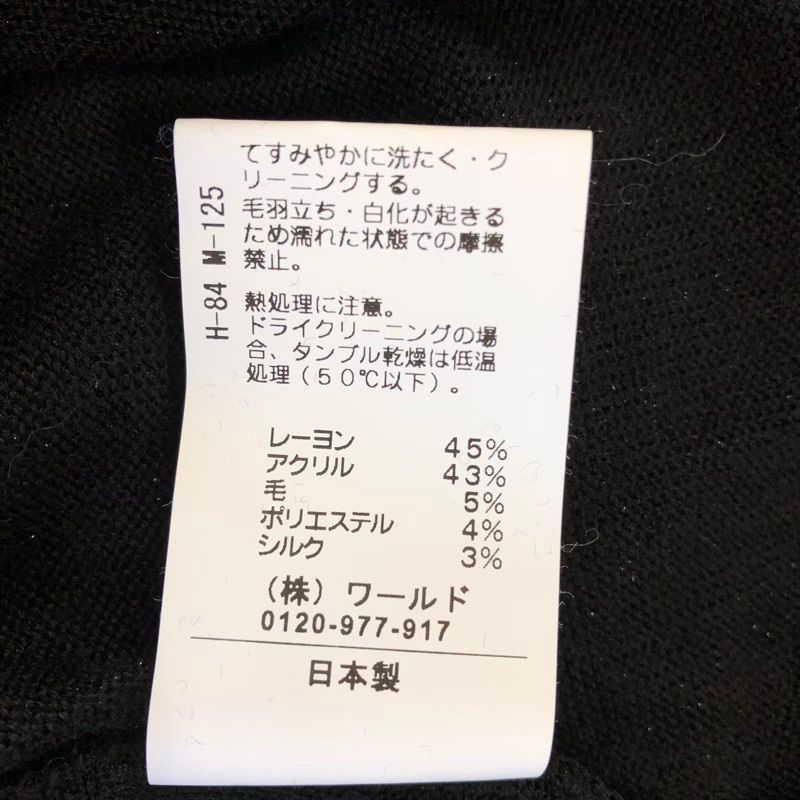 てすみやかに洗たく・ク
リーニングする。
毛羽立ち・白化が起きる
ため濡れた状態での摩擦
禁止。
熱処理に注意。
ドライクリーニングの場
合、タンブル乾燥は低温
処理（５０℃以下）。
H-84 M-125
レーヨン 45%
アクリル 43%
毛 5%
ポリエステル 4%
シルク 3%
（株）ワールド
0120-977-917
日本製